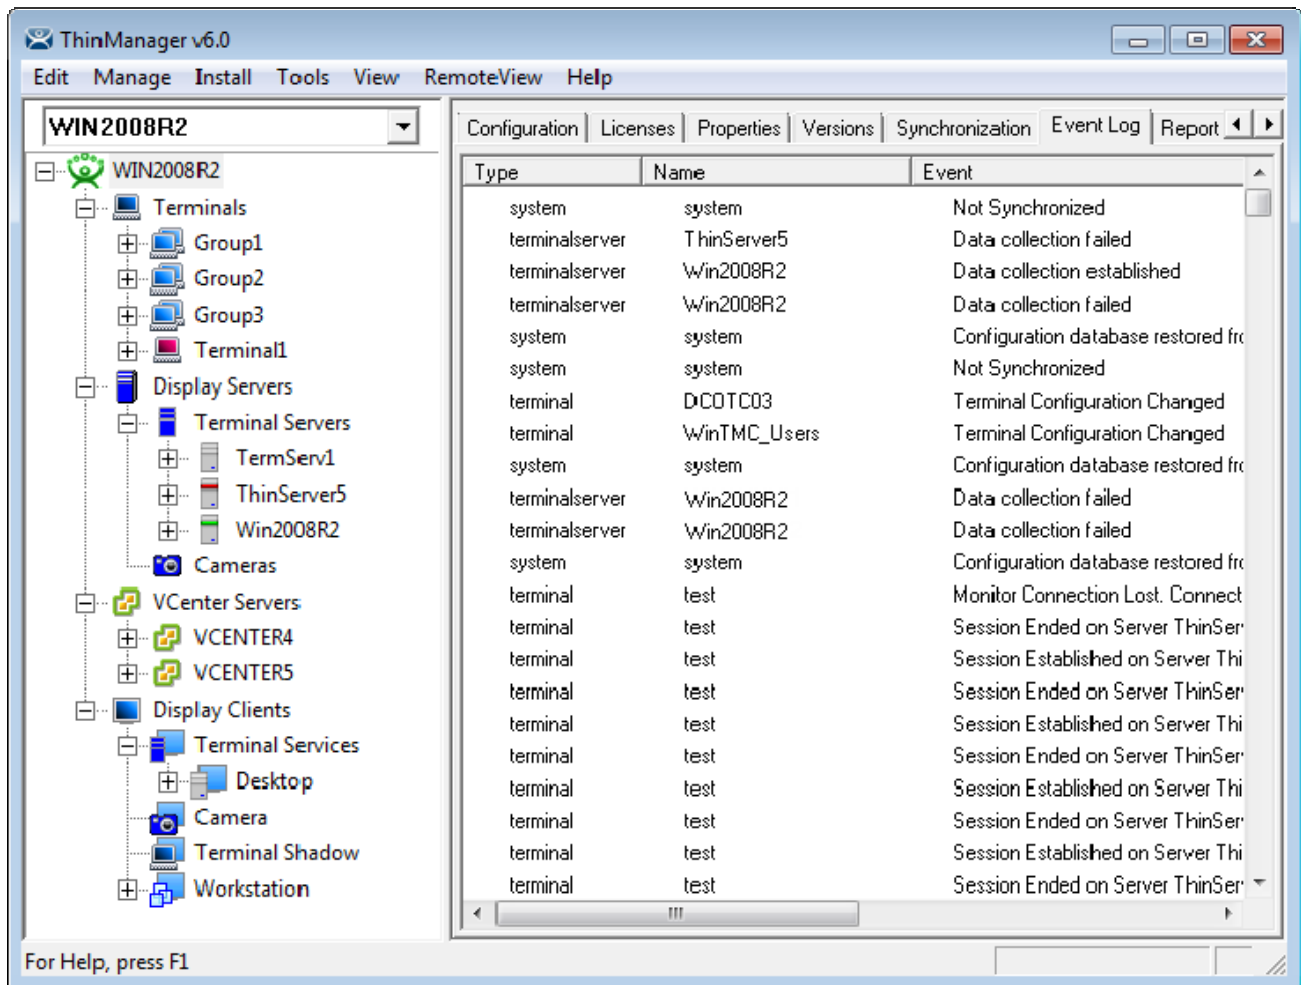 ThinManager v6.0
Edit Manage Install Tools View RemoteView Help
WIN2008R2
WIN2008R2
Terminals
Group1
Group2
Group3
Terminal1
Display Servers
Terminal Servers
TermServ1
ThinServer5
Win2008R2
Cameras
VCenter Servers
VCENTER4
VCENTER5
Display Clients
Terminal Services
Desktop
Camera
Terminal Shadow
Workstation
Configuration Licenses Properties Versions Synchronization Event Log Report
Type Name Event
system system Not Synchronized
terminalserver ThinServer5 Data collection failed
terminalserver Win2008R2 Data collection established
terminalserver Win2008R2 Data collection failed
system system Configuration database restored fro
system system Not Synchronized
terminal DCOTC03 Terminal Configuration Changed
terminal WinTMC_Users Terminal Configuration Changed
system system Configuration database restored fro
terminalserver Win2008R2 Data collection failed
terminalserver Win2008R2 Data collection failed
system system Configuration database restored fro
terminal test Monitor Connection Lost. Connect
terminal test Session Ended on Server ThinSer
terminal test Session Established on Server Thi
terminal test Session Ended on Server ThinSer
terminal test Session Established on Server Thi
terminal test Session Ended on Server ThinSer
terminal test Session Established on Server Thi
terminal test Session Ended on Server ThinSer
terminal test Session Established on Server Thi
terminal test Session Ended on Server ThinSer
For Help, press F1